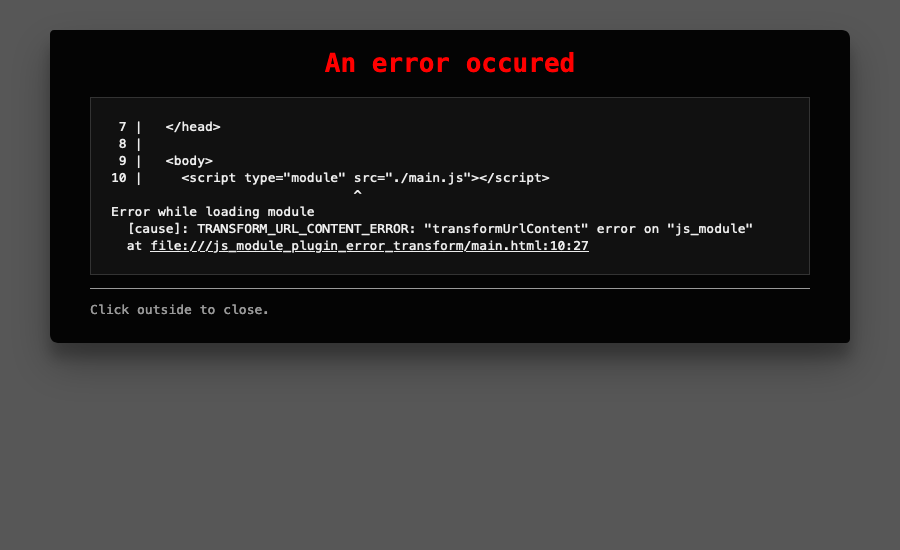 An error occured
7 |   </head>
8 |
9 |   <body>
10 |     <script type="module" src="./main.js"></script>
^
Error while loading module
[cause]: TRANSFORM_URL_CONTENT_ERROR: "transformUrlContent" error on "js_module"
at file:///js_module_plugin_error_transform/main.html:10:27
Click outside to close.